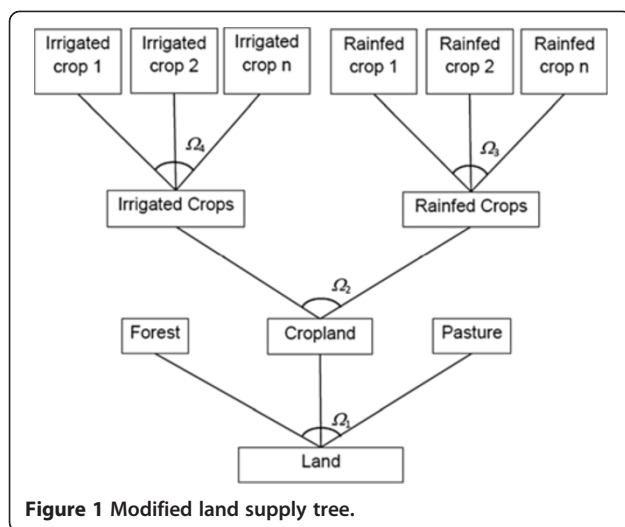 Irrigated crop 1
Irrigated crop 2
Irrigated crop n
Rainfed crop 1
Rainfed crop 2
Rainfed crop n
Ω4
Ω3
Irrigated Crops
Rainfed Crops
Ω2
Forest
Cropland
Pasture
Ω1
Land
Figure 1 Modified land supply tree.